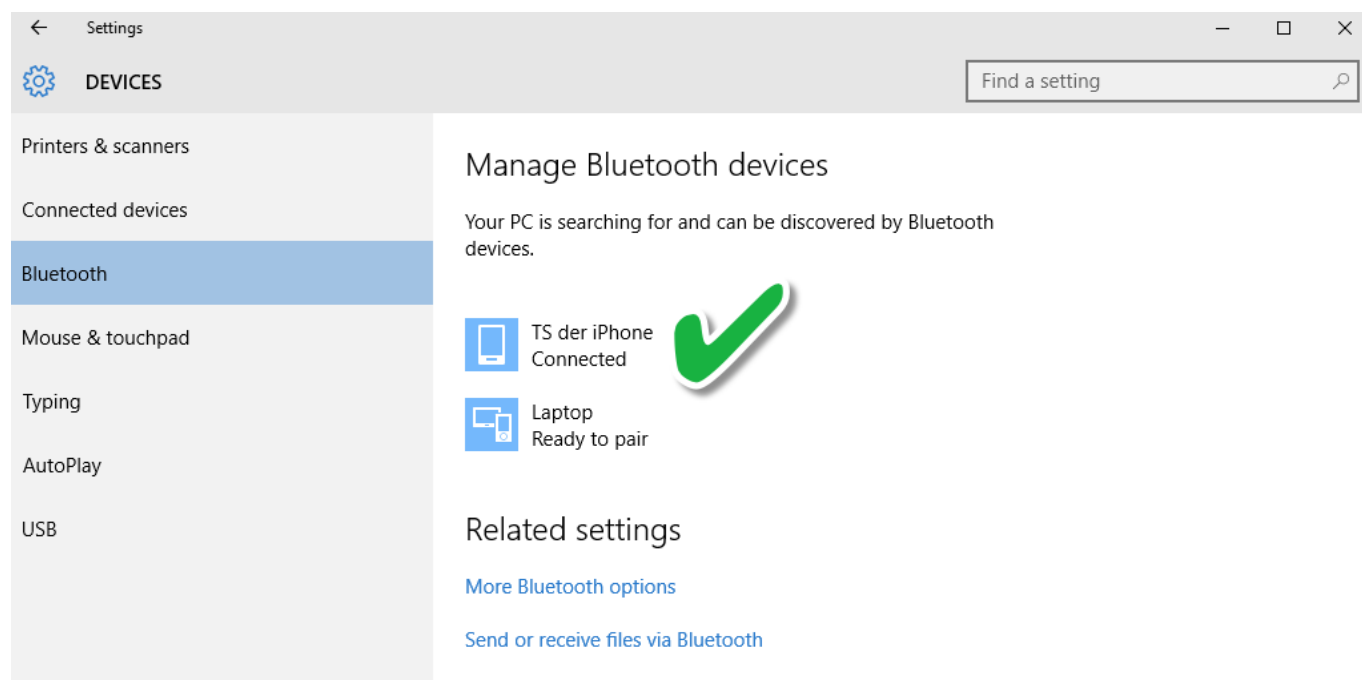 Settings
DEVICES
Find a setting
Printers & scanners
Connected devices
Bluetooth
Mouse & touchpad
Typing
AutoPlay
USB
Manage Bluetooth devices
Your PC is searching for and can be discovered by Bluetooth
devices.
TS der iPhone
Connected
Laptop
Ready to pair
Related settings
More Bluetooth options
Send or receive files via Bluetooth